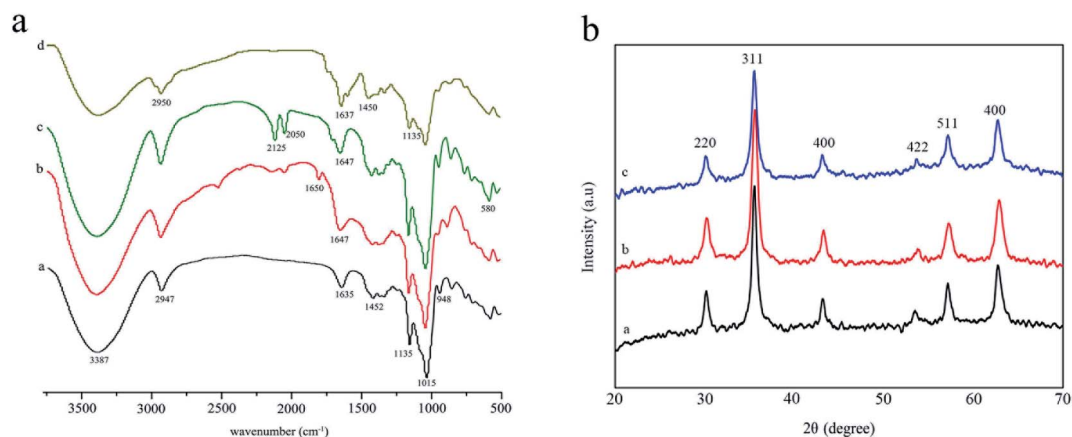 a
d
2950
1637
1450
1135
c
2125
2050
1647
580
b
1650
1647
a
2947
1635
1452
948
3387
1135
1015
3500 3000 2500 2000 1500 1000 500
wavenumber (cm-1)
b
311
220
400
422
511
400
c
b
a
Intensity (a.u)
20 30 40 50 60 70
2θ (degree)